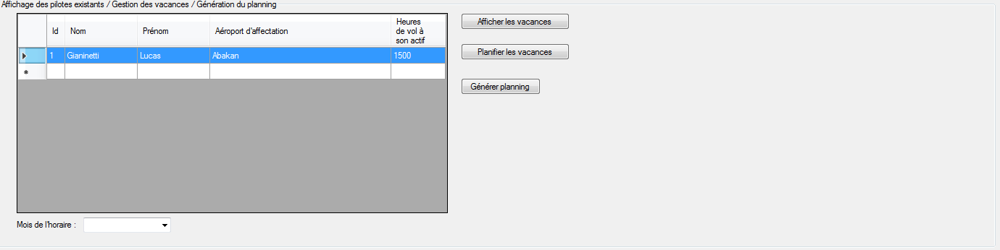 Affichage des pilotes existants / Gestion des vacances / Génération du planning
Id Nom Prénom Aéroport d'affectation Heures de vol à son actif
1 Gianinetti Lucas Abakan 1500
Afficher les vacances
Planifier les vacances
Générer planning
Mois de l'horaire :